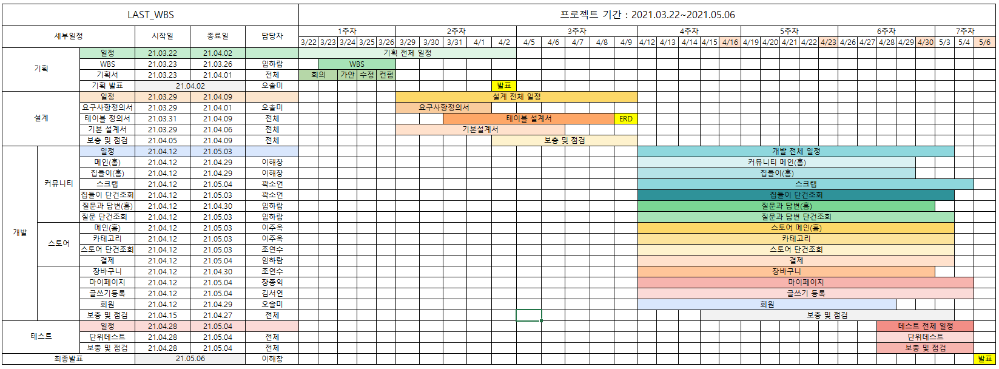 LAST_WBS 프로젝트 기간 : 2021.03.22~2021.05.06
세부일정 시작일 종료일 담당자 1주차 2주차 3주차 4주차 5주차 6주차 7주차
3/22 3/23 3/24 3/25 3/26 3/29 3/30 3/31 4/1 4/2 4/5 4/6 4/7 4/8 4/9 4/12 4/13 4/14 4/15 4/16 4/19 4/20 4/21 4/22 4/23 4/26 4/27 4/28 4/29 4/30 5/3 5/4 5/6
기획 일정 21.03.22 21.04.02 기획 전체 일정
WBS 21.03.23 21.03.26 임하람 WBS
기획서 21.03.23 21.04.01 전체 회의 가안 수정 컨펌
기획 발표 21.04.02 오솔미 발표
설계 일정 21.03.29 21.04.09 설계 전체 일정
요구사항정의서 21.03.29 21.04.01 오솔미 요구사항정의서
테이블 정의서 21.03.31 21.04.09 전체 테이블 설계서 ERD
기본 설계서 21.03.29 21.04.06 전체 기본설계서
보충 및 점검 21.04.05 21.04.09 전체 보충 및 점검
개발 커뮤니티 일정 21.04.12 21.05.03 개발 전체 일정
메인(홈) 21.04.12 21.04.29 이해창 커뮤니티 메인(홈)
집들이(홈) 21.04.12 21.04.29 이해창 집들이(홈)
스크랩 21.04.12 21.05.04 곽소언 스크랩
집들이 단건조회 21.04.12 21.05.03 곽소언 집들이 단건조회
질문과 답변(홈) 21.04.12 21.04.30 임하람 질문과 답변(홈)
질문 단건조회 21.04.12 21.05.03 임하람 질문과 답변 단건조회
스토어 메인(홈) 21.04.12 21.05.03 이주옥 스토어 메인(홈)
카테고리 21.04.12 21.05.03 이주옥 카테고리
스토어 단건조회 21.04.12 21.05.03 조연수 스토어 단건조회
결제 21.04.12 21.05.04 임하람 결제
장바구니 21.04.12 21.04.30 조연수 장바구니
마이페이지 21.04.12 21.05.04 장종익 마이페이지
글쓰기등록 21.04.12 21.05.04 김서연 글쓰기 등록
회원 21.04.12 21.04.29 오솔미 회원
보충 및 점검 21.04.15 21.04.27 전체 보충 및 점검
테스트 일정 21.04.28 21.05.04 테스트 전체 일정
단위테스트 21.04.28 21.05.04 전체 단위테스트
보충 및 점검 21.04.28 21.05.04 전체 보충 및 점검
최종발표 21.05.06 이해창 발표